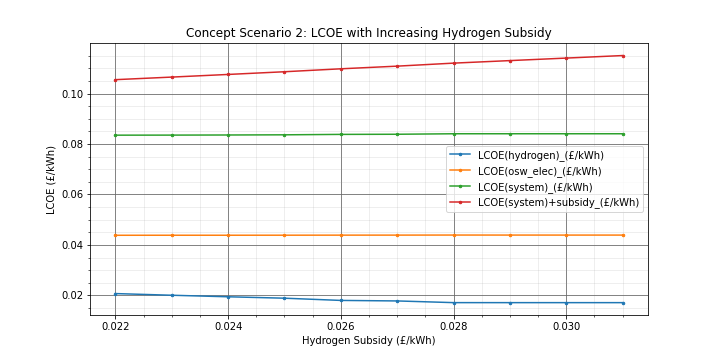 Concept Scenario 2: LCOE with Increasing Hydrogen Subsidy
LCOE (£/kWh)
0.10
0.08
0.06
0.04
0.02
LCOE(hydrogen)_(£/kWh)
LCOE(osw_elec)_(£/kWh)
LCOE(system)_(£/kWh)
LCOE(system)+subsidy_(£/kWh)
0.022 0.024 0.026 0.028 0.030
Hydrogen Subsidy (£/kWh)